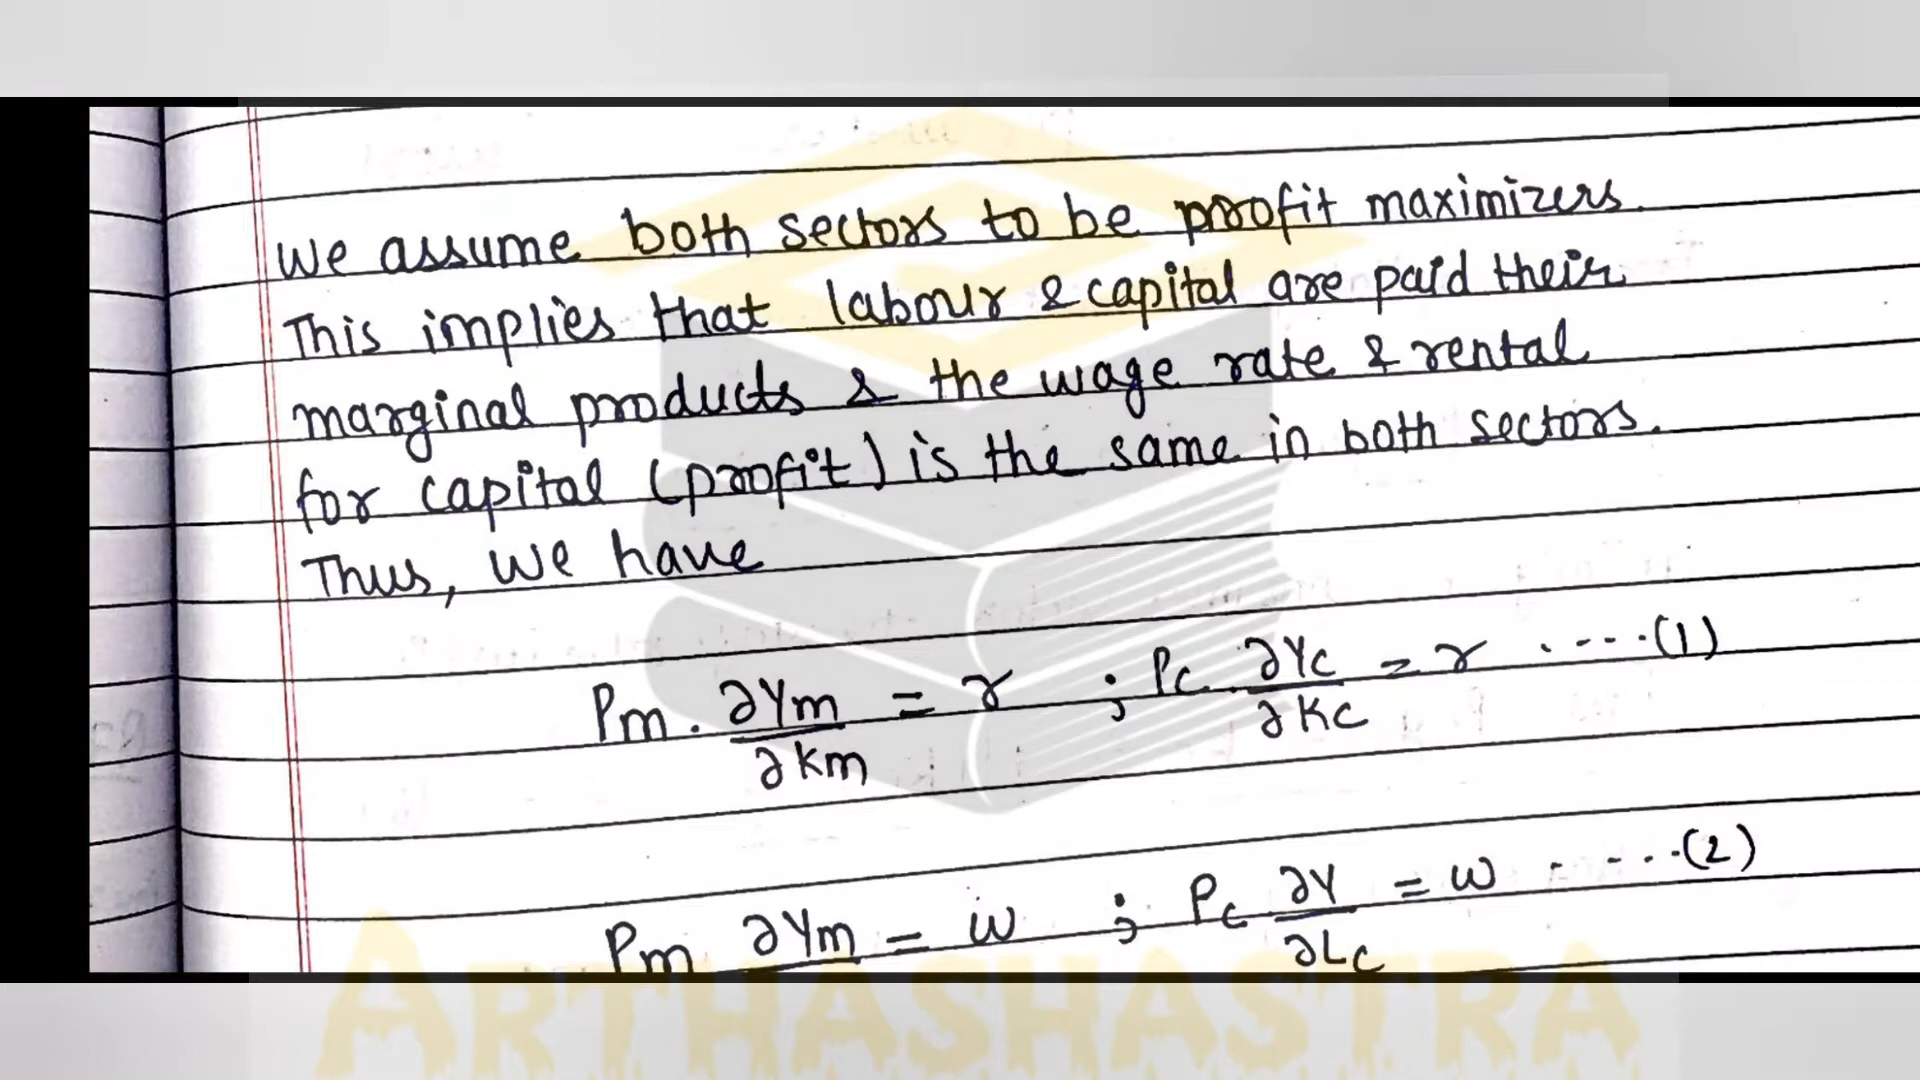 We assume both sectors to be profit maximizers.
This implies that labour & capital are paid their
marginal products & the wage rate & rental
for capital (profit) is the same in both sectors.
Thus, we have
Pm . ∂Ym/∂km = r ; Pc . ∂Yc/∂Kc = r . ---- (1)
Pm ∂Ym = w ; Pc ∂Y/∂Lc = w ---- (2)
ARTHASHASTRA